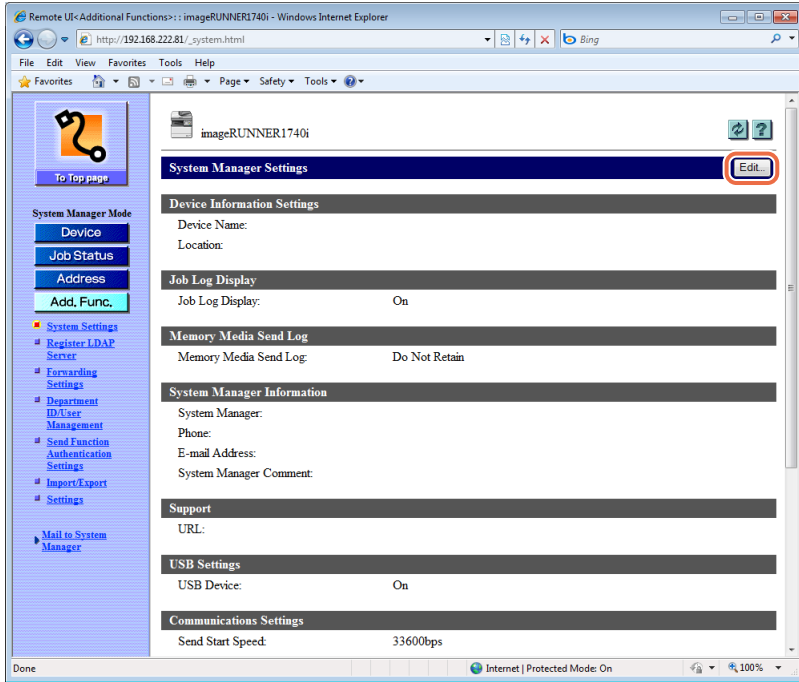 Remote UI<Additional Functions>: : imageRUNNER1740i - Windows Internet Explorer
http://192.168.222.81/_system.html
Bing
File Edit View Favorites Tools Help
Favorites Page Safety Tools
imageRUNNER1740i
To Top page
System Manager Settings
Edit...
System Manager Mode
Device
Job Status
Address
Add. Func.
System Settings
Register LDAP
Server
Forwarding
Settings
Department
ID/User
Management
Send Function
Authentication
Settings
Import/Export
Settings
Mail to System
Manager
Device Information Settings
Device Name:
Location:
Job Log Display
Job Log Display: On
Memory Media Send Log
Memory Media Send Log: Do Not Retain
System Manager Information
System Manager:
Phone:
E-mail Address:
System Manager Comment:
Support
URL:
USB Settings
USB Device: On
Communications Settings
Send Start Speed: 33600bps
Done Internet | Protected Mode: On 100%